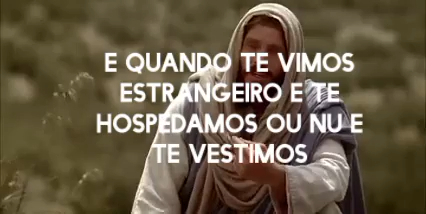 E QUANDO TE VIMOS
ESTRANGEIRO E TE
HOSPEDAMOS OU NU E
TE VESTIMOS